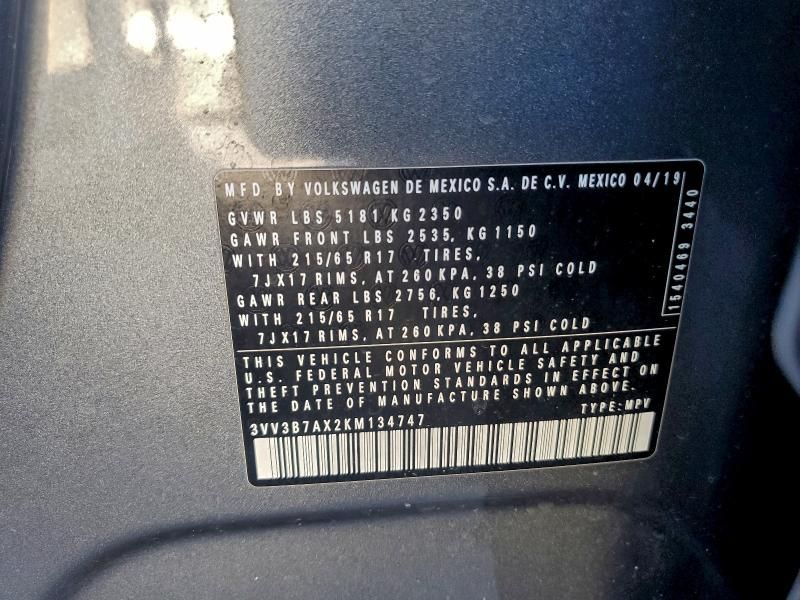 MFD. BY VOLKSWAGEN DE MEXICO S.A. DE C.V. MEXICO 04/19
GVWR LBS 5181 KG 2350
GAWR FRONT LBS 2535, KG 1150
WITH 215/65 R17 TIRES,
7JX17 RIMS, AT 260 KPA, 38 PSI COLD
GAWR REAR LBS 2756, KG 1250
WITH 215/65 R17 TIRES,
7JX17 RIMS, AT 260 KPA, 38 PSI COLD
1540469 3440
THIS VEHICLE CONFORMS TO ALL APPLICABLE
U.S. FEDERAL MOTOR VEHICLE SAFETY AND
THEFT PREVENTION STANDARDS IN EFFECT ON
THE DATE OF MANUFACTURE SHOWN ABOVE.
3VV3B7AX2KM134747 TYPE: MPV